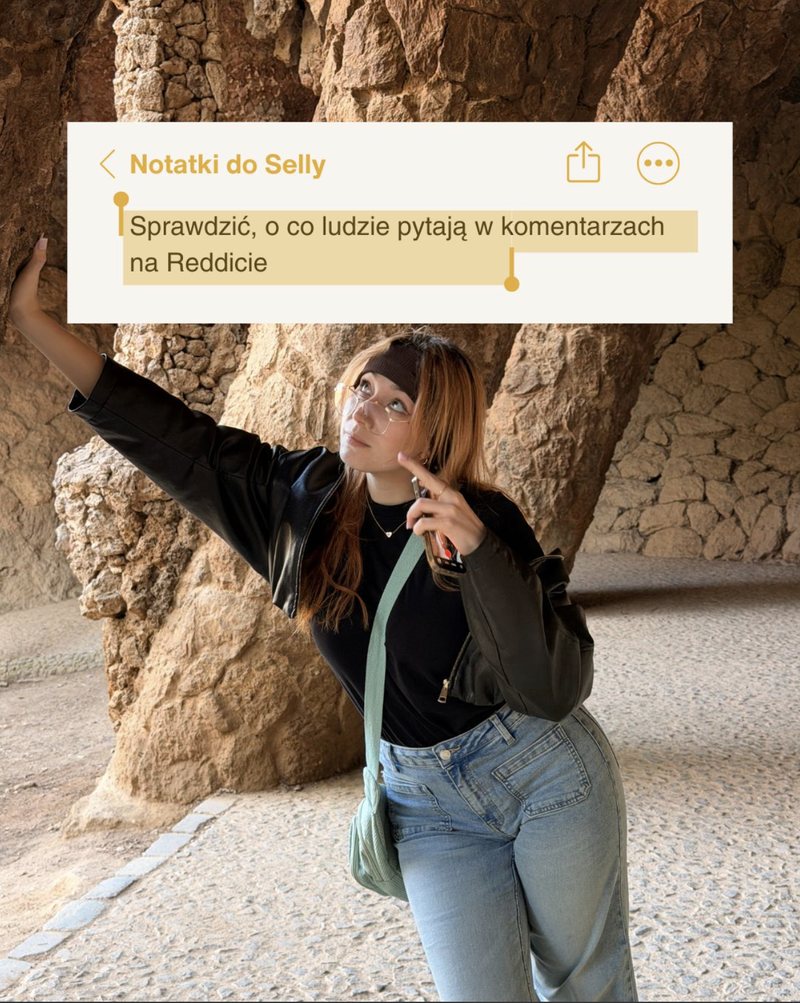 Notatki do Selly
Sprawdzić, o co ludzie pytają w komentarzach
na Reddicie